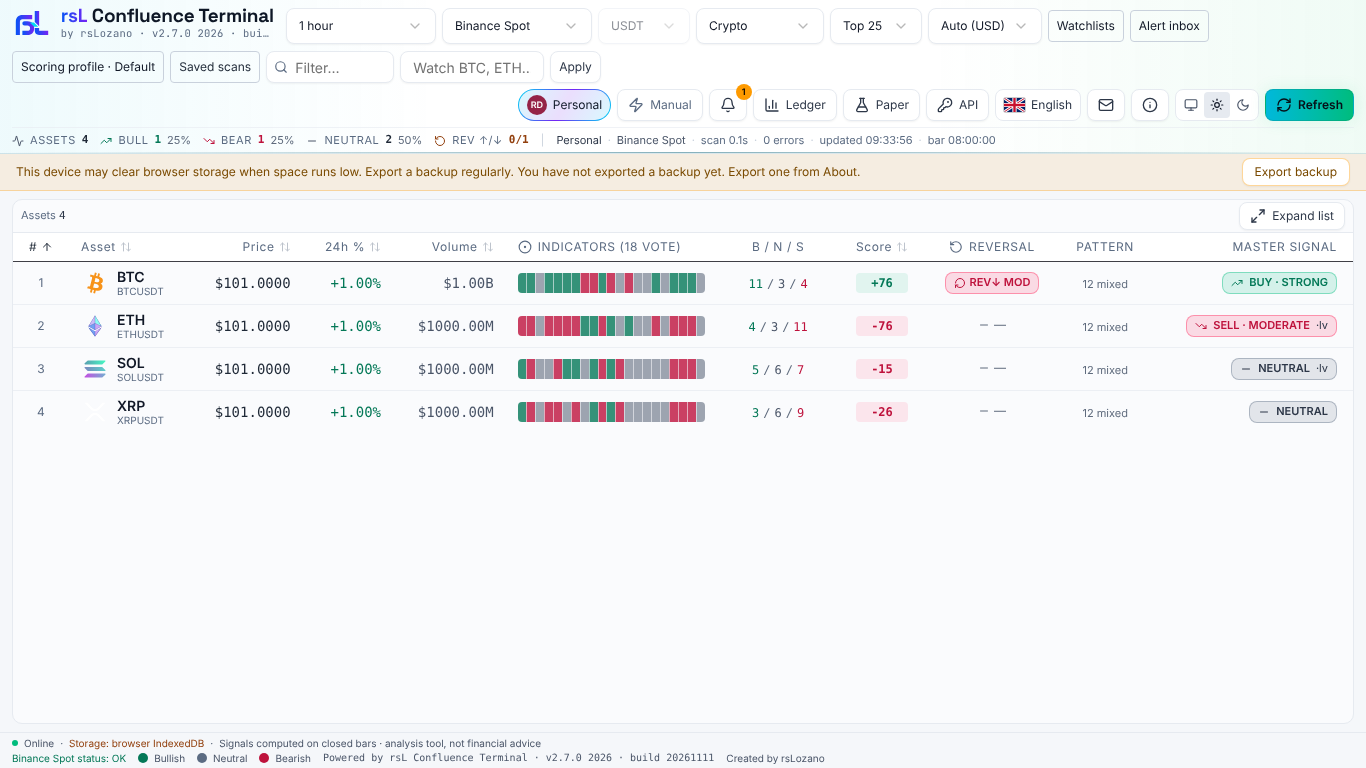 rsL Confluence Terminal
by rsLozano · v2.7.0 2026 · bui…
1 hour
Binance Spot
USDT
Crypto
Top 25
Auto (USD)
Watchlists
Alert inbox
Scoring profile · Default
Saved scans
Filter...
Watch BTC, ETH..
Apply
RD Personal
Manual
1
Ledger
Paper
API
English
Refresh
ASSETS 4 BULL 1 25% BEAR 1 25% NEUTRAL 2 50% REV ↑/↓ 0/1 Personal · Binance Spot · scan 0.1s · 0 errors · updated 09:33:56 · bar 08:00:00
This device may clear browser storage when space runs low. Export a backup regularly. You have not exported a backup yet. Export one from About.
Export backup
Assets 4
Expand list
# ↑ Asset ↑↓ Price ↑↓ 24h % ↑↓ Volume ↑↓ INDICATORS (18 VOTE) B / N / S Score ↑↓ REVERSAL PATTERN MASTER SIGNAL
1 BTC $101.0000 +1.00% $1.00B 11 / 3 / 4 +76 REV↓ MOD 12 mixed BUY · STRONG
BTCUSDT
2 ETH $101.0000 +1.00% $1000.00M 4 / 3 / 11 -76 — — 12 mixed SELL · MODERATE ·lv
ETHUSDT
3 SOL $101.0000 +1.00% $1000.00M 5 / 6 / 7 -15 — — 12 mixed — NEUTRAL ·lv
SOLUSDT
4 XRP $101.0000 +1.00% $1000.00M 3 / 6 / 9 -26 — — 12 mixed — NEUTRAL
XRPUSDT
Online · Storage: browser IndexedDB · Signals computed on closed bars · analysis tool, not financial advice
Binance Spot status: OK Bullish Neutral Bearish Powered by rsL Confluence Terminal · v2.7.0 2026 · build 20261111 Created by rsLozano